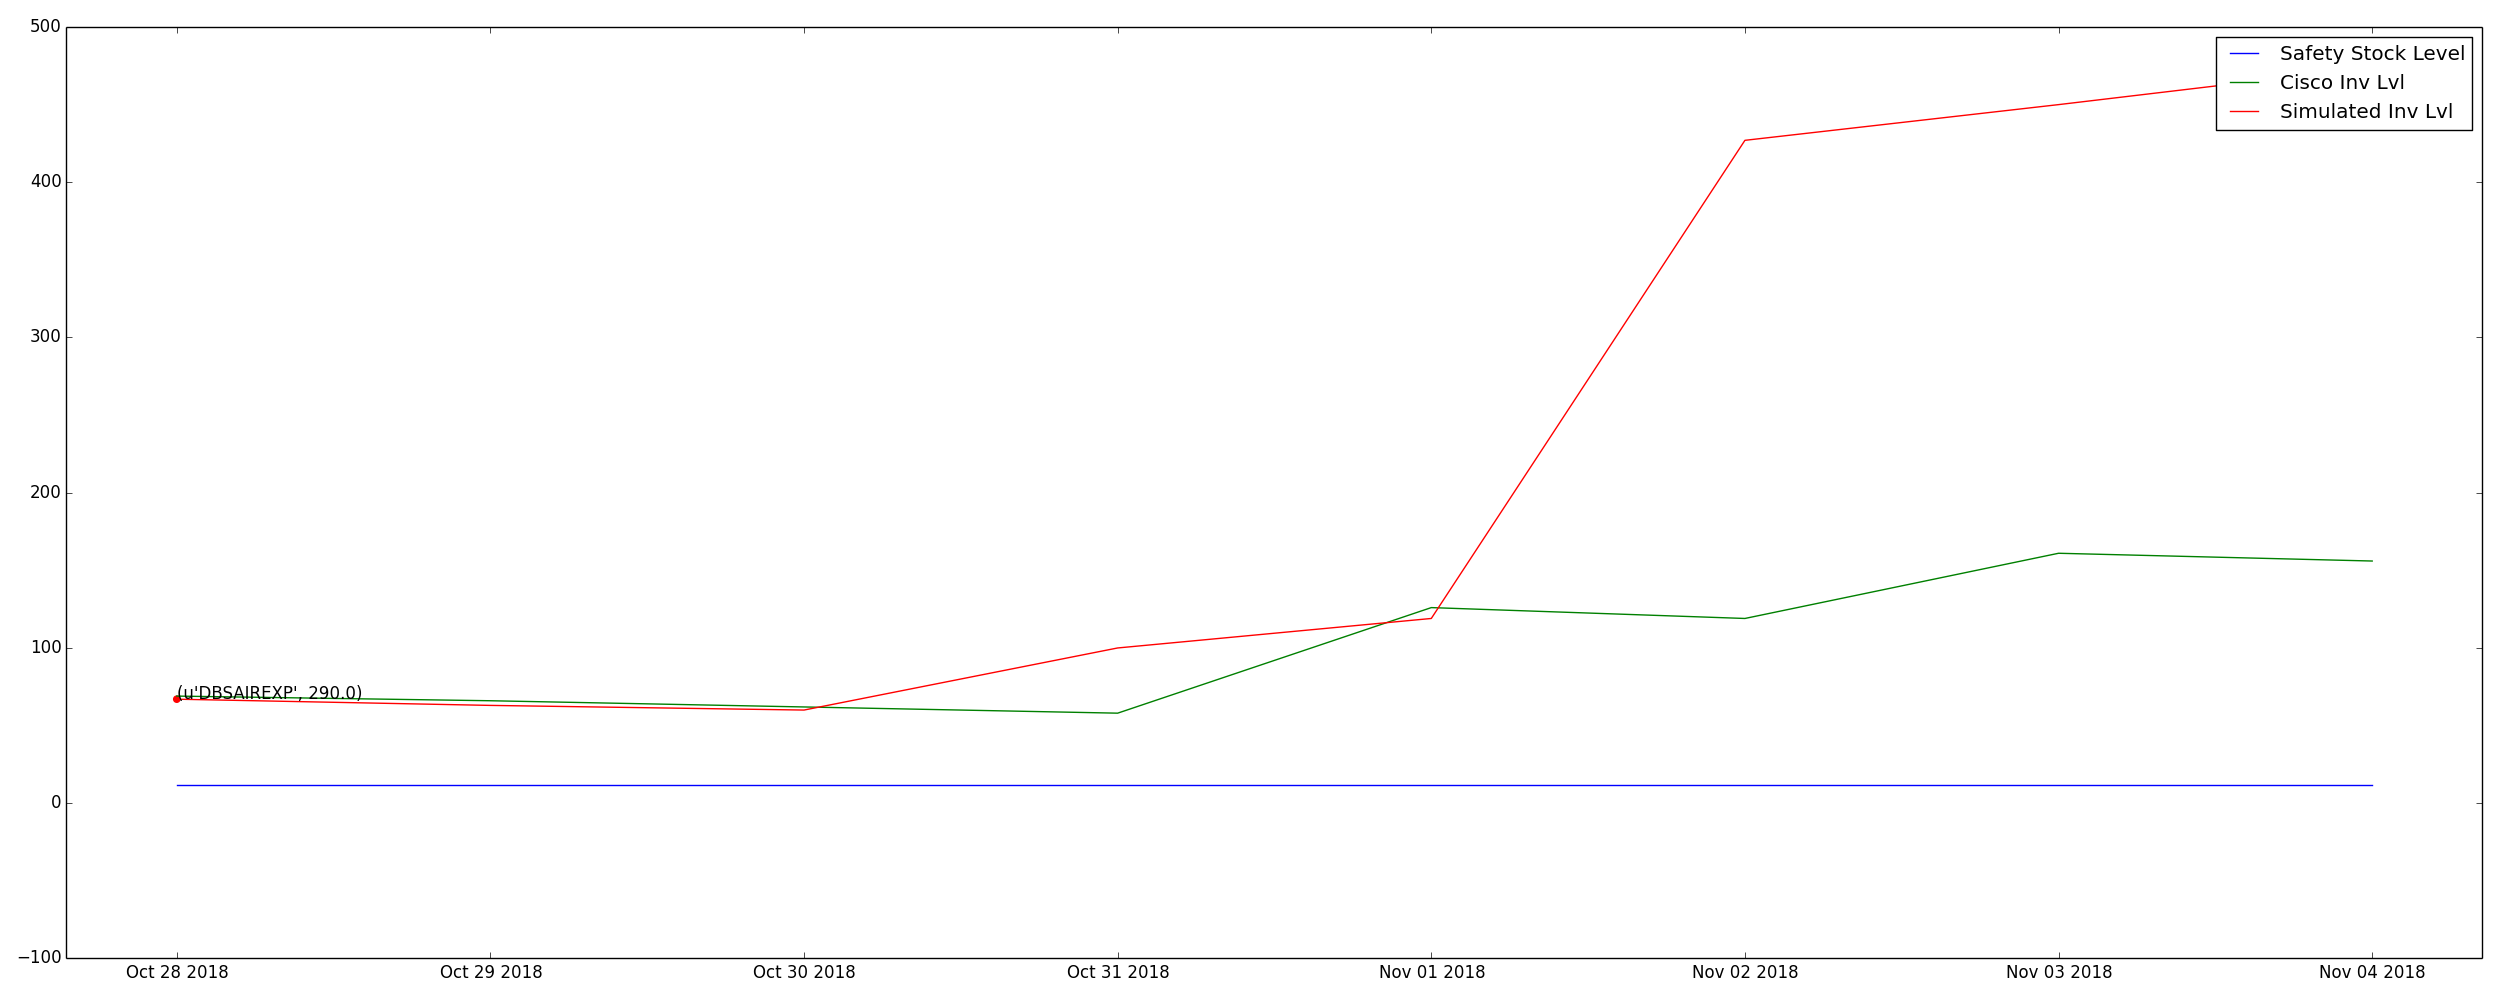 500
400
300
200
100
0
−100
Safety Stock Level
Cisco Inv Lvl
Simulated Inv Lvl
(u'DBSAIREXP', 290.0)
Oct 28 2018
Oct 29 2018
Oct 30 2018
Oct 31 2018
Nov 01 2018
Nov 02 2018
Nov 03 2018
Nov 04 2018